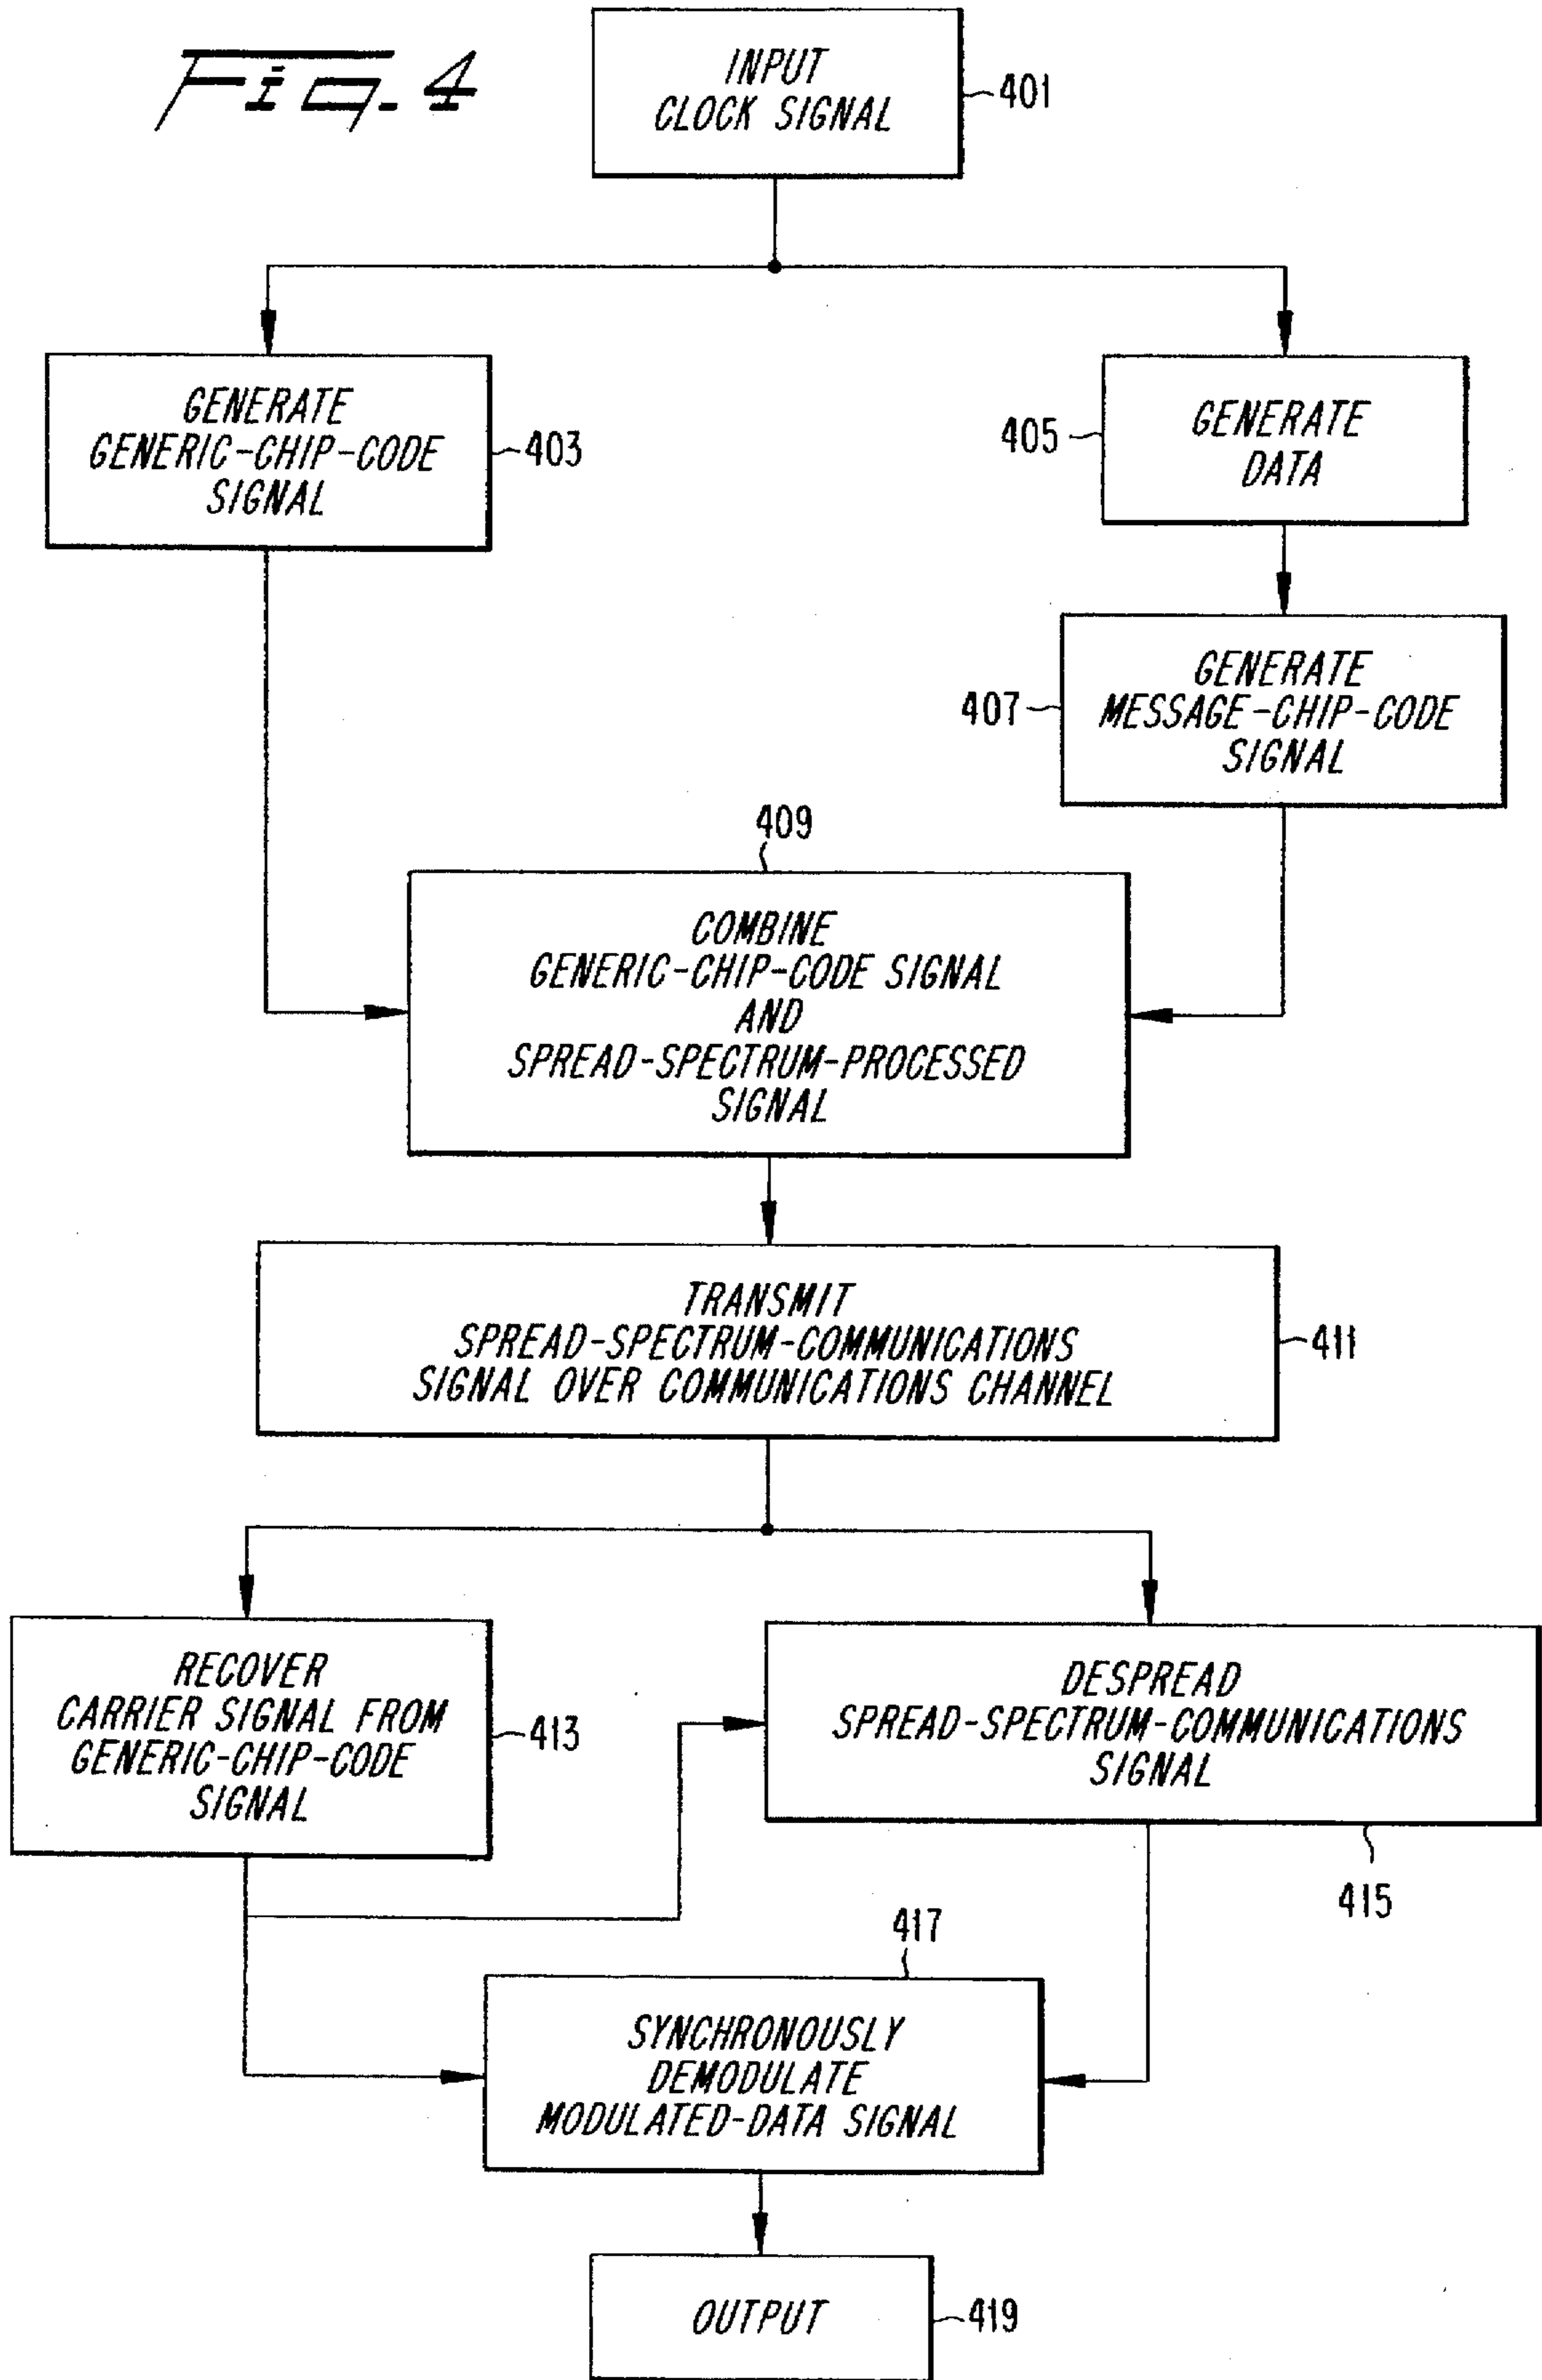 Fig. 4
INPUT
CLOCK SIGNAL
401
GENERATE
GENERIC-CHIP-CODE
SIGNAL
403
405
GENERATE
DATA
407
GENERATE
MESSAGE-CHIP-CODE
SIGNAL
409
COMBINE
GENERIC-CHIP-CODE SIGNAL
AND
SPREAD-SPECTRUM-PROCESSED
SIGNAL
TRANSMIT
SPREAD-SPECTRUM-COMMUNICATIONS
SIGNAL OVER COMMUNICATIONS CHANNEL
411
RECOVER
CARRIER SIGNAL FROM
GENERIC-CHIP-CODE
SIGNAL
413
DESPREAD
SPREAD-SPECTRUM-COMMUNICATIONS
SIGNAL
415
417
SYNCHRONOUSLY
DEMODULATE
MODULATED-DATA SIGNAL
OUTPUT
419